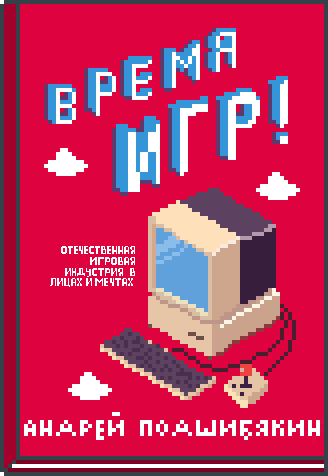 ВРЕМЯ
ИГР!
ОТЕЧЕСТВЕННАЯ
ИГРОВАЯ
ИНДУСТРИЯ В
ЛИЦАХ И МЕЧТАХ
АНДРЕЙ ПОДШИБЯКИН